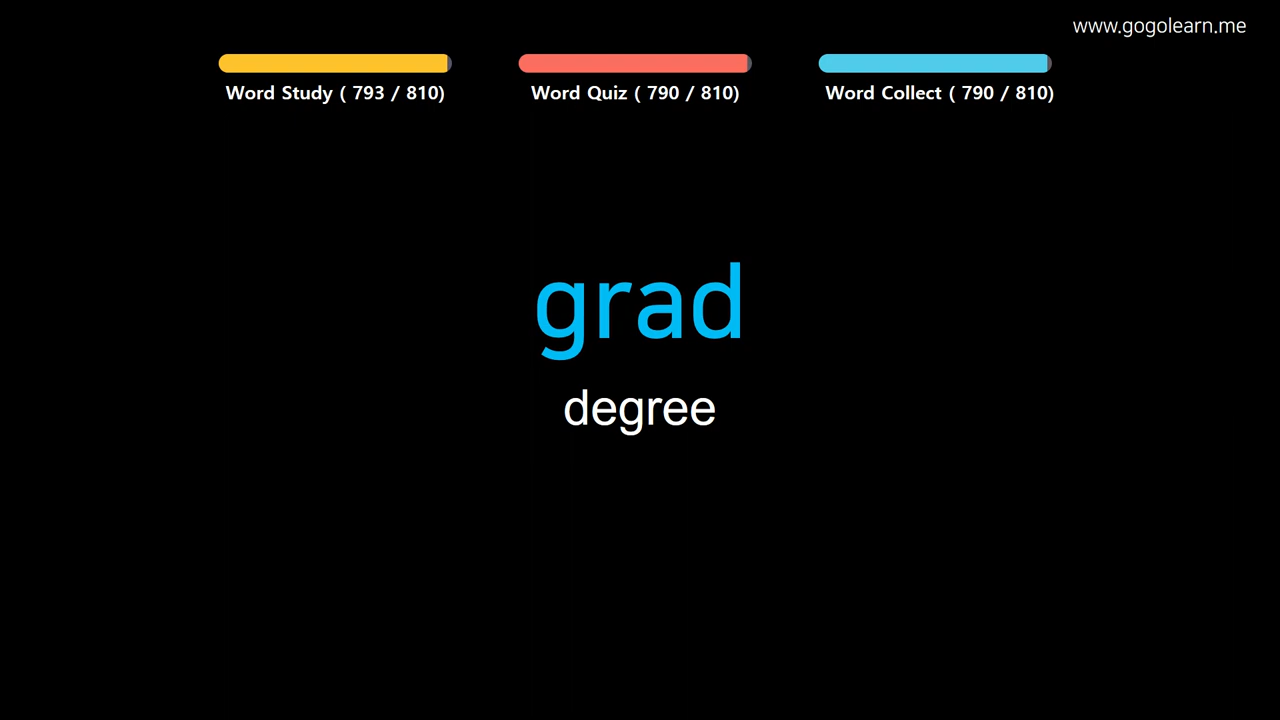 www.gogolearn.me
Word Study ( 793 / 810)
Word Quiz ( 790 / 810)
Word Collect ( 790 / 810)
grad
degree